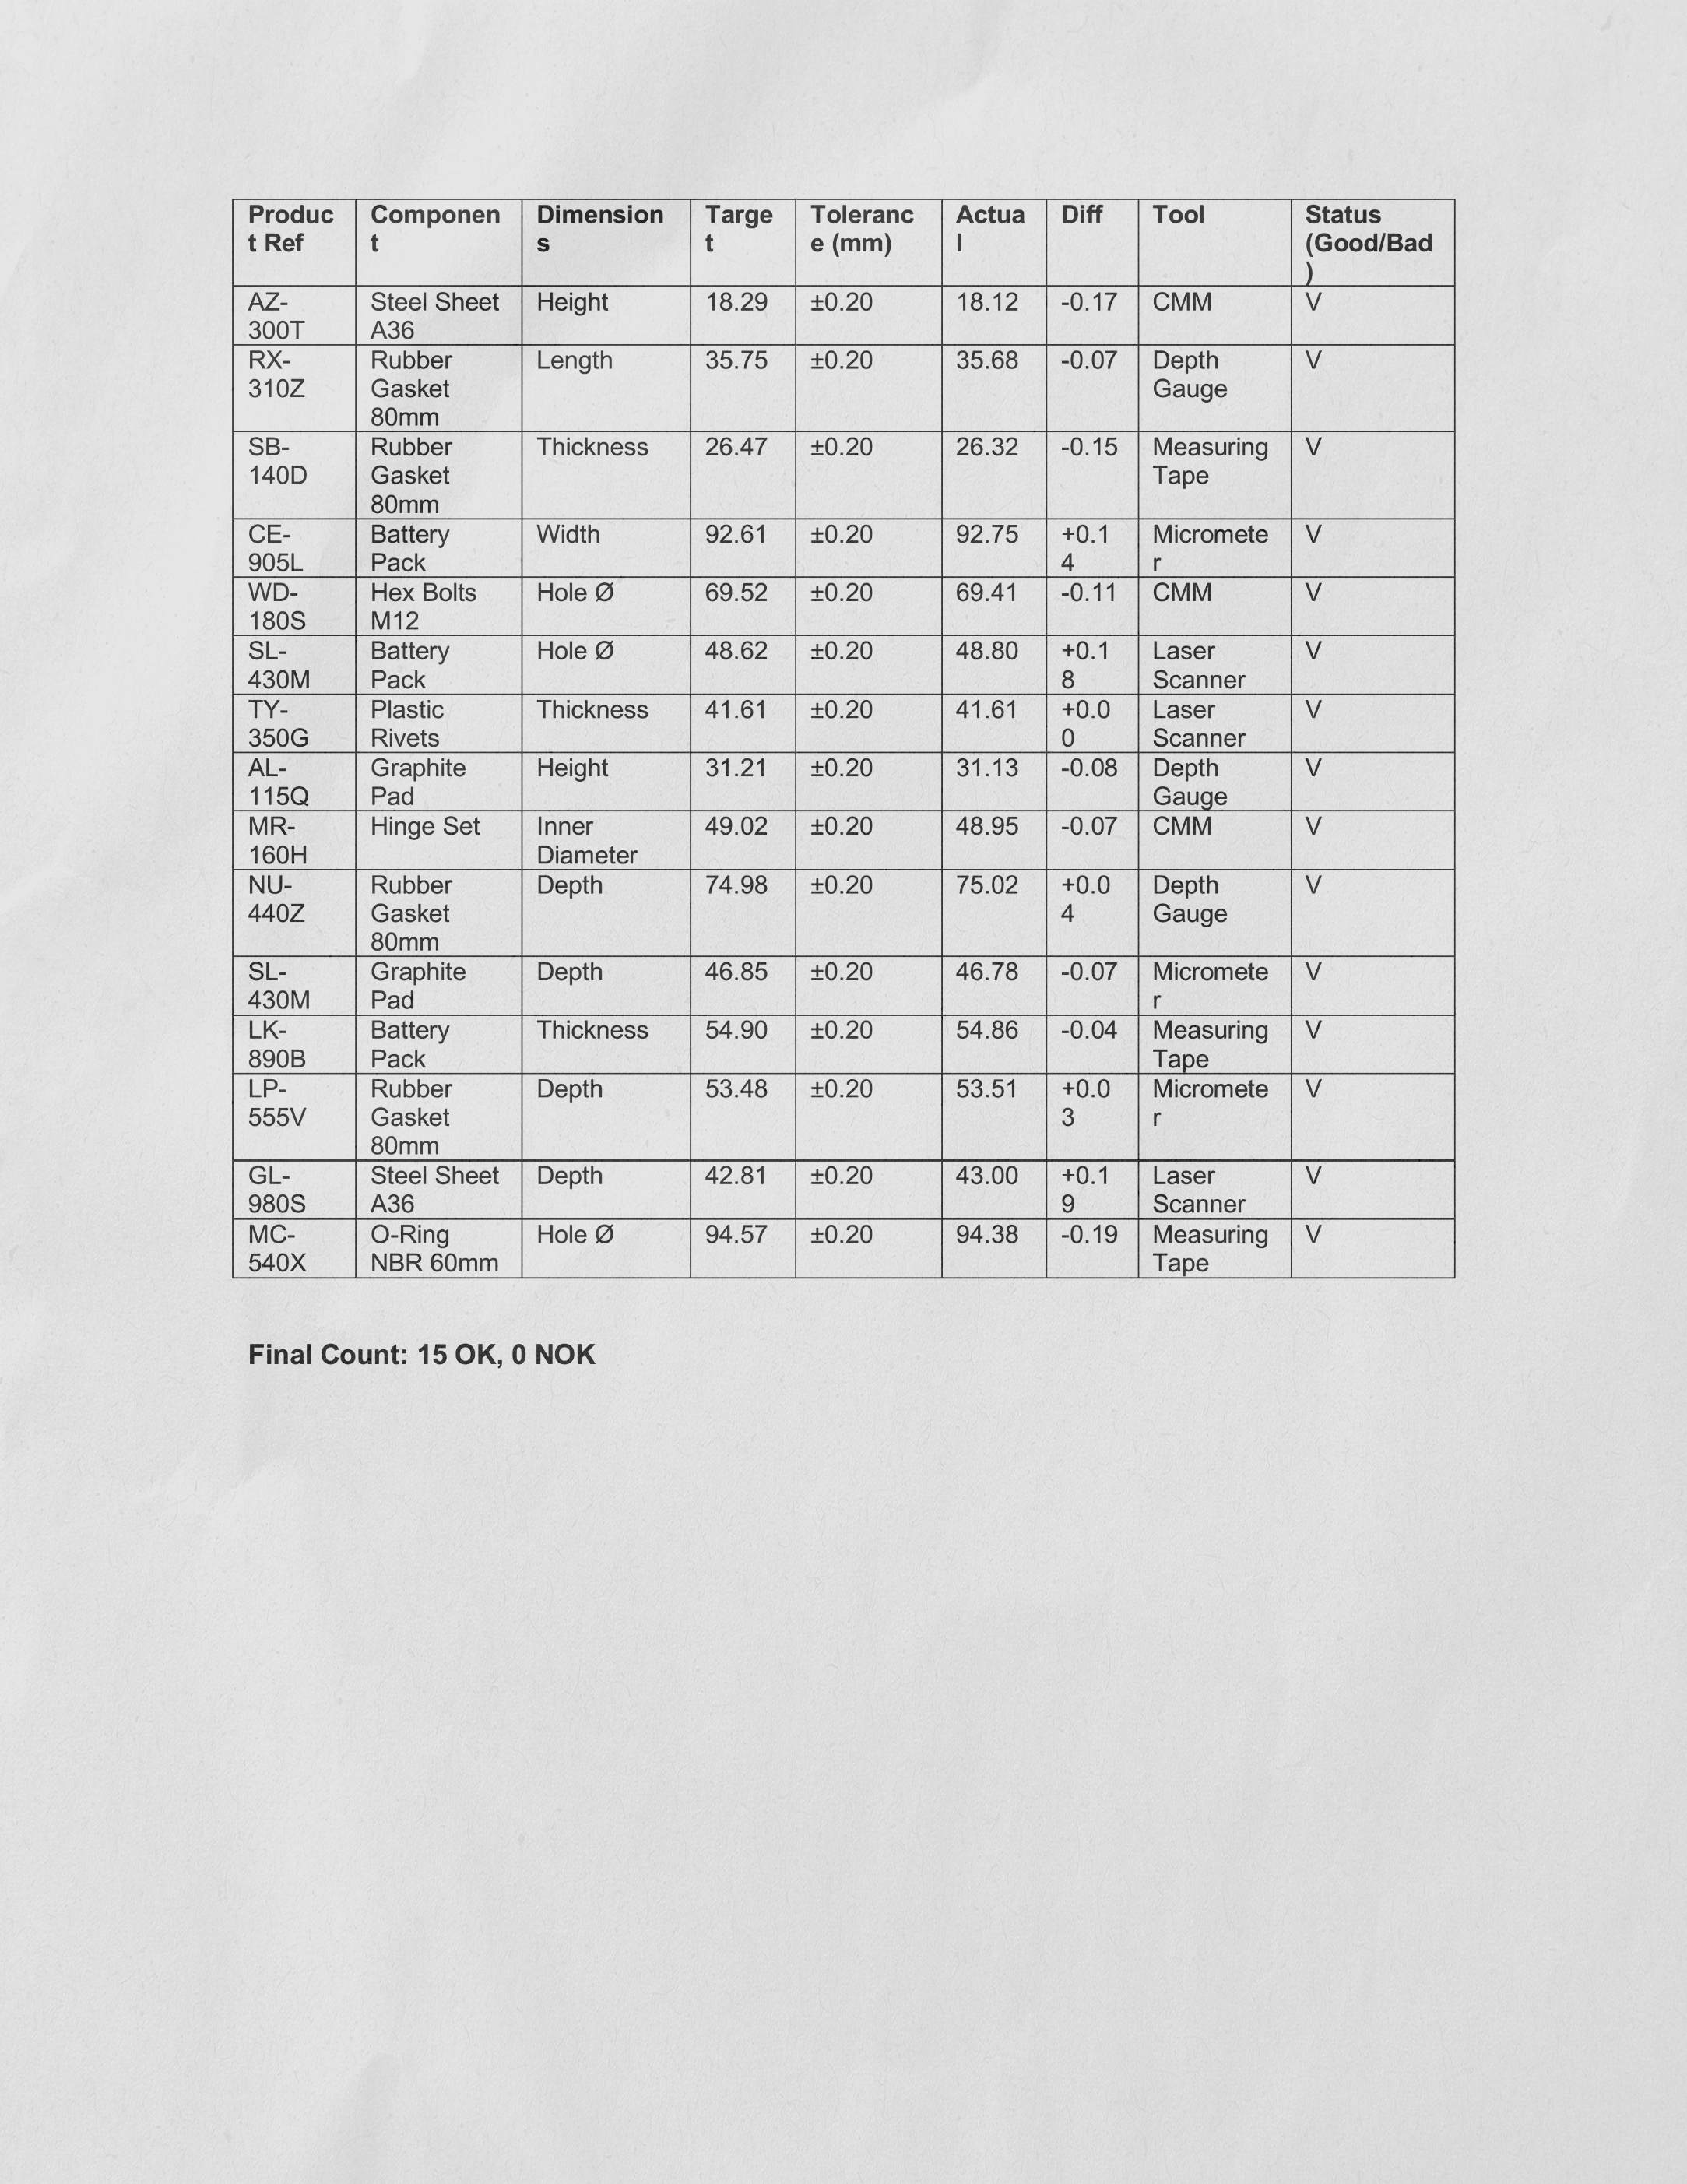 Product Ref Component Dimensions Target Tolerance (mm) Actual Diff Tool Status (Good/Bad)
AZ-300T Steel Sheet A36 Height 18.29 ±0.20 18.12 -0.17 CMM V
RX-310Z Rubber Gasket 80mm Length 35.75 ±0.20 35.68 -0.07 Depth Gauge V
SB-140D Rubber Gasket 80mm Thickness 26.47 ±0.20 26.32 -0.15 Measuring Tape V
CE-905L Battery Pack Width 92.61 ±0.20 92.75 +0.14 Micrometer V
WD-180S Hex Bolts M12 Hole Ø 69.52 ±0.20 69.41 -0.11 CMM V
SL-430M Battery Pack Hole Ø 48.62 ±0.20 48.80 +0.18 Laser Scanner V
TY-350G Plastic Rivets Thickness 41.61 ±0.20 41.61 +0.00 Laser Scanner V
AL-115Q Graphite Pad Height 31.21 ±0.20 31.13 -0.08 Depth Gauge V
MR-160H Hinge Set Inner Diameter 49.02 ±0.20 48.95 -0.07 CMM V
NU-440Z Rubber Gasket 80mm Depth 74.98 ±0.20 75.02 +0.04 Depth Gauge V
SL-430M Graphite Pad Depth 46.85 ±0.20 46.78 -0.07 Micrometer V
LK-890B Battery Pack Thickness 54.90 ±0.20 54.86 -0.04 Measuring Tape V
LP-555V Rubber Gasket 80mm Depth 53.48 ±0.20 53.51 +0.03 Micrometer V
GL-980S Steel Sheet A36 Depth 42.81 ±0.20 43.00 +0.19 Laser Scanner V
MC-540X O-Ring NBR 60mm Hole Ø 94.57 ±0.20 94.38 -0.19 Measuring Tape V
Final Count: 15 OK, 0 NOK